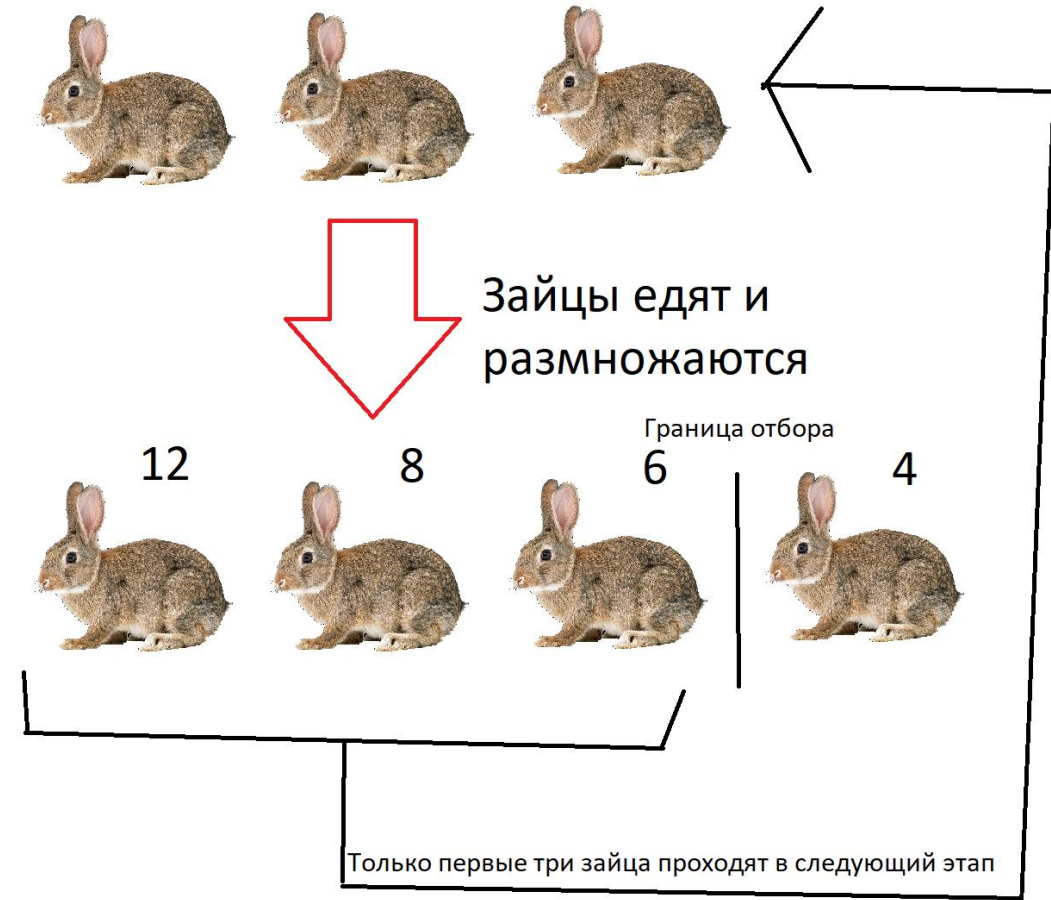 Зайцы едят и
размножаются
Граница отбора
12
8
6
4
Только первые три зайца проходят в следующий этап